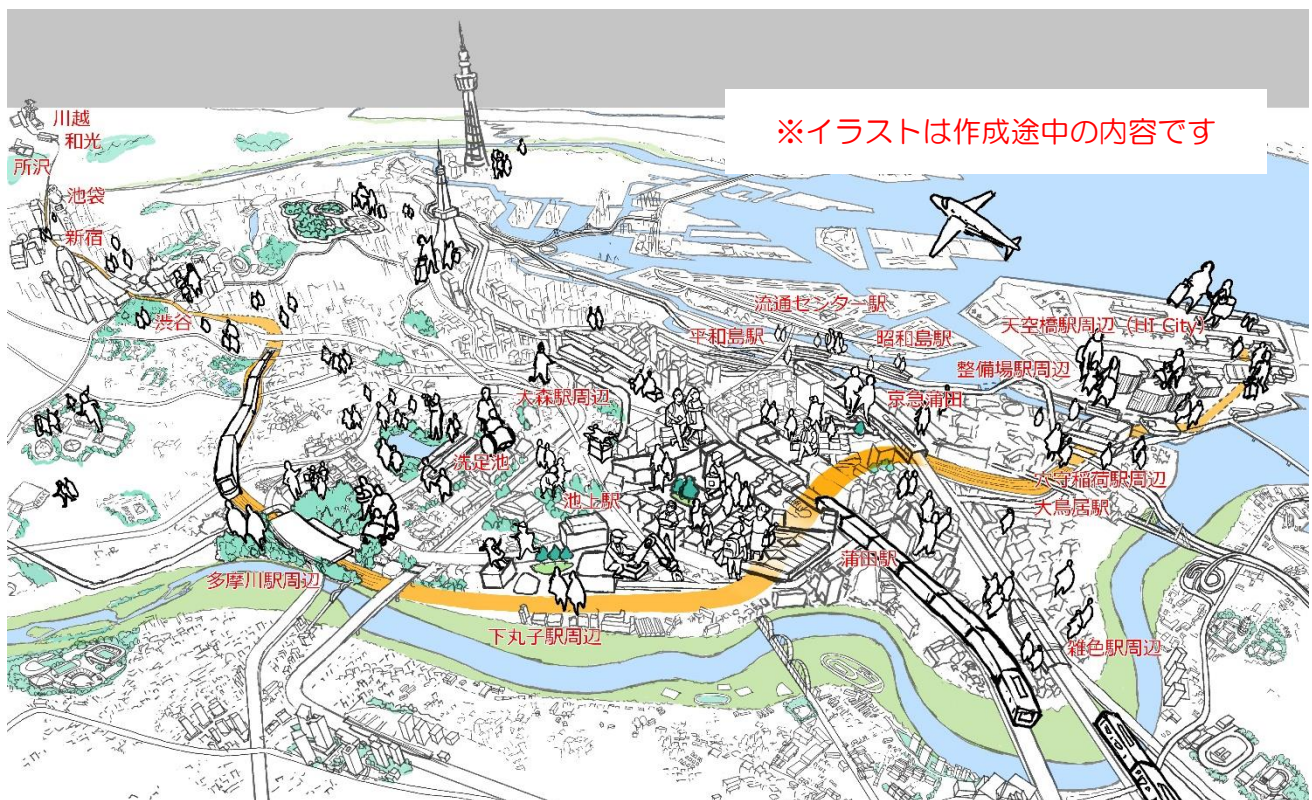 ※イラストは作成途中の内容です
川越
和光
所沢
池袋
新宿
渋谷
流通センター駅
平和島駅
昭和島駅
天空橋駅周辺（HI City）
整備場駅周辺
大森駅周辺
京急蒲田
洗足池
池上駅
穴守稲荷駅周辺
大鳥居駅
蒲田駅
多摩川駅周辺
下丸子駅周辺
雑色駅周辺